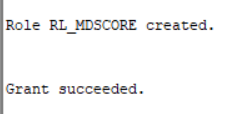 Role RL_MDSCORE created.
Grant succeeded.